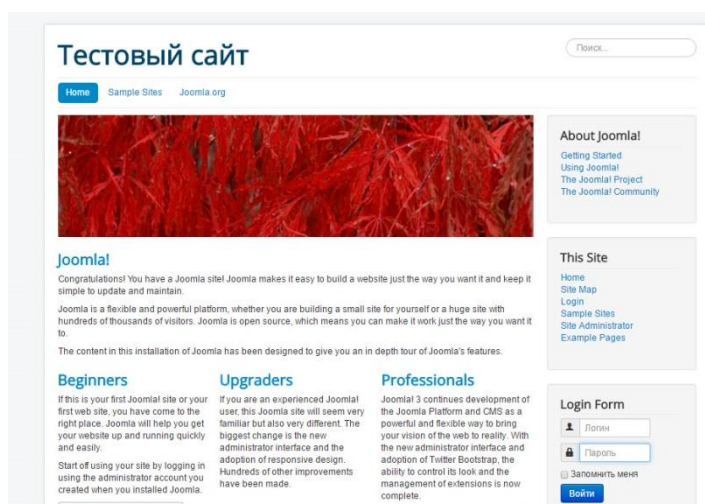 Тестовый сайт
Поиск...
Home Sample Sites Joomla.org
Joomla!
Congratulations! You have a Joomla site! Joomla makes it easy to build a website just the way you want it and keep it
simple to update and maintain.
Joomla is a flexible and powerful platform, whether you are building a small site for yourself or a huge site with
hundreds of thousands of visitors. Joomla is open source, which means you can make it work just the way you want it
to.
The content in this installation of Joomla has been designed to give you an in depth tour of Joomla's features.
Beginners
If this is your first Joomla! site or your
first web site, you have come to the
right place. Joomla will help you get
your website up and running quickly
and easily.
Start off using your site by logging in
using the administrator account you
created when you installed Joomla.
Upgraders
If you are an experienced Joomla!
user, this Joomla site will seem very
familiar but also very different. The
biggest change is the new
administrator interface and the
adoption of responsive design.
Hundreds of other improvements
have been made.
Professionals
Joomla! 3 continues development of
the Joomla Platform and CMS as a
powerful and flexible way to bring
your vision of the web to reality. With
the new administrator interface and
adoption of Twitter Bootstrap, the
ability to control its look and the
management of extensions is now
complete.
About Joomla!
Getting Started
Using Joomla!
The Joomla! Project
The Joomla! Community
This Site
Home
Site Map
Login
Sample Sites
Site Administrator
Example Pages
Login Form
Логин
Пароль
Запомнить меня
Войти